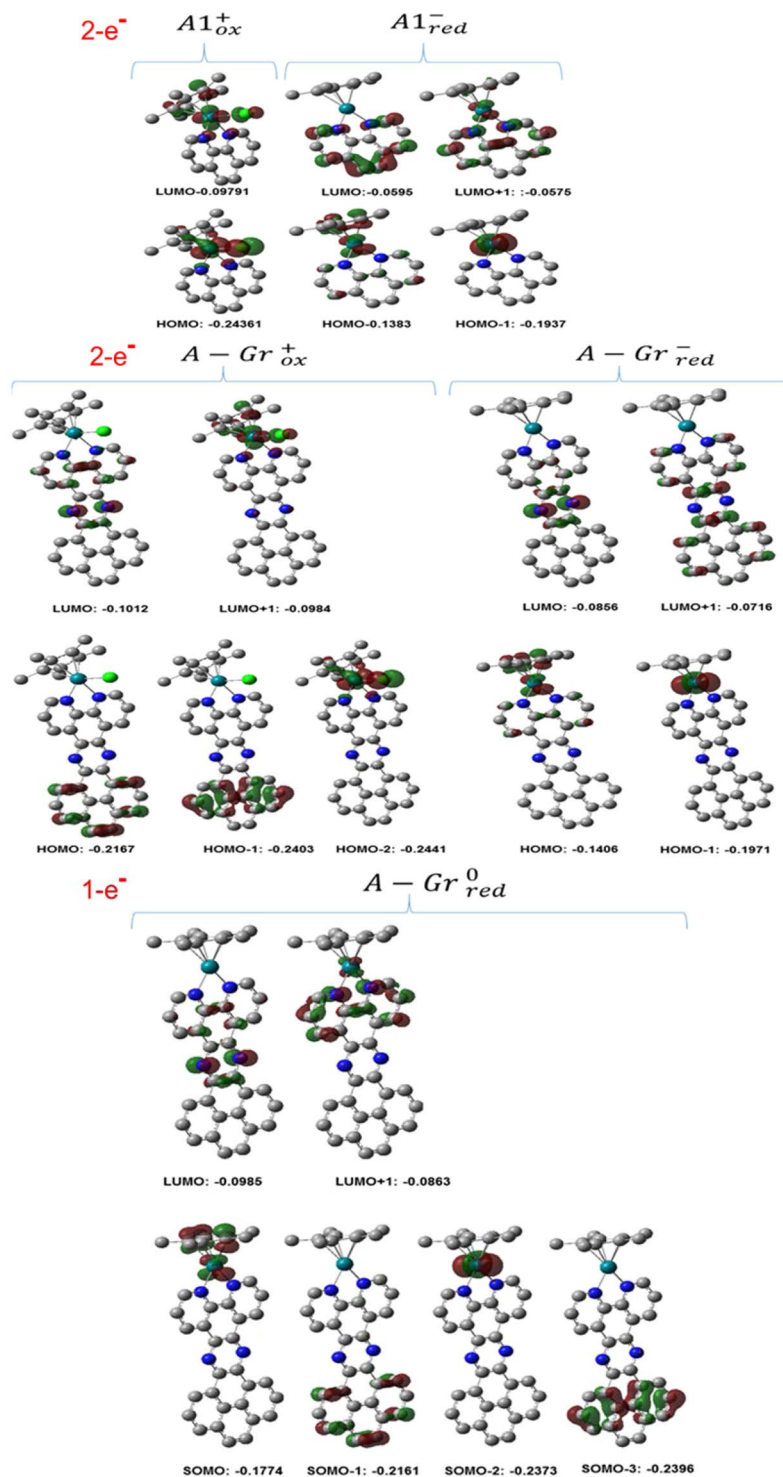 2-e⁻ A1⁺ox A1⁻red
LUMO-0.09791 LUMO:-0.0595 LUMO+1: :-0.0575
HOMO: -0.24361 HOMO-0.1383 HOMO-1: -0.1937
2-e⁻ A − Gr⁺ox A − Gr⁻red
LUMO: -0.1012 LUMO+1: -0.0984 LUMO: -0.0856 LUMO+1: -0.0716
HOMO: -0.2167 HOMO-1: -0.2403 HOMO-2: -0.2441 HOMO: -0.1406 HOMO-1: -0.1971
1-e⁻ A − Gr⁰red
LUMO: -0.0985 LUMO+1: -0.0863
SOMO: -0.1774 SOMO-1: -0.2161 SOMO-2: -0.2373 SOMO-3: -0.2396